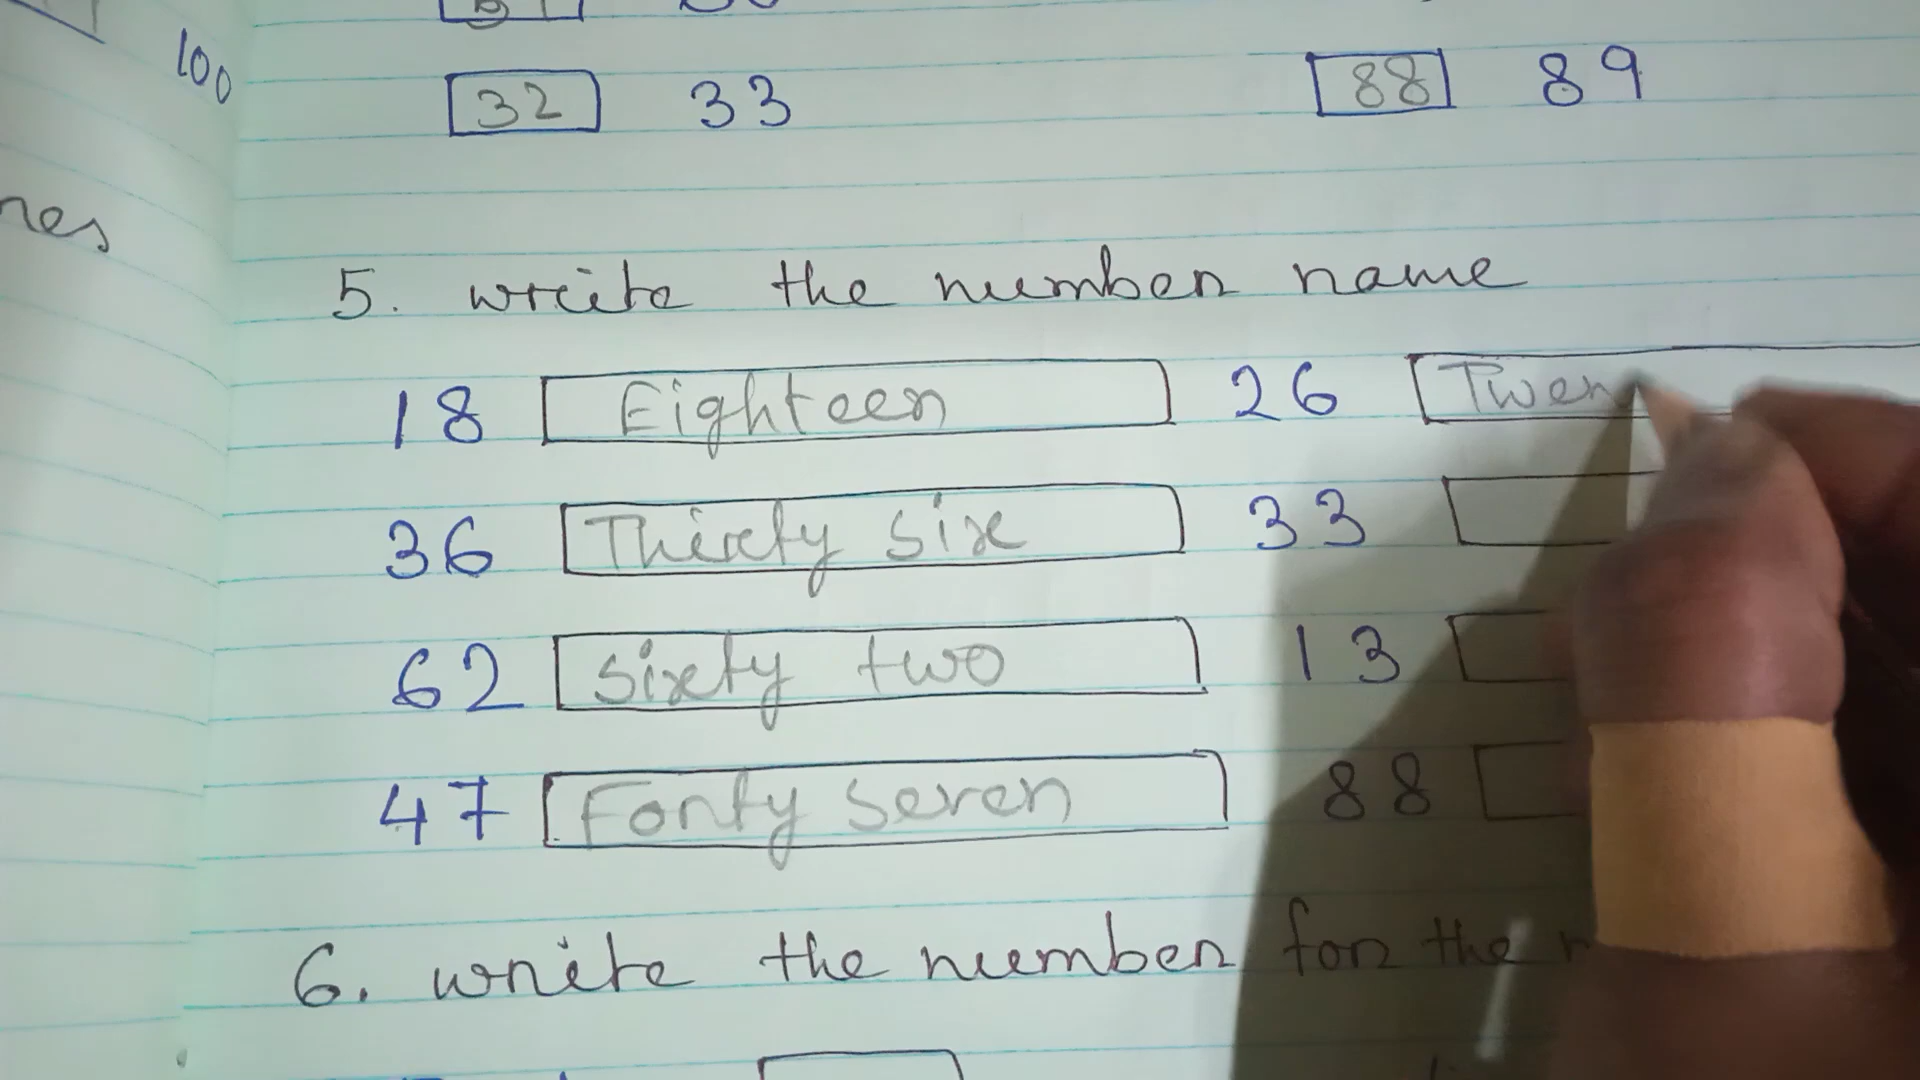 100
32 33 88 89
nes
5. write the number name
18 Eighteen 26 Twen
36 Thirty six 33
62 Sixty two 13
47 Forty seven 88
6. write the number for the